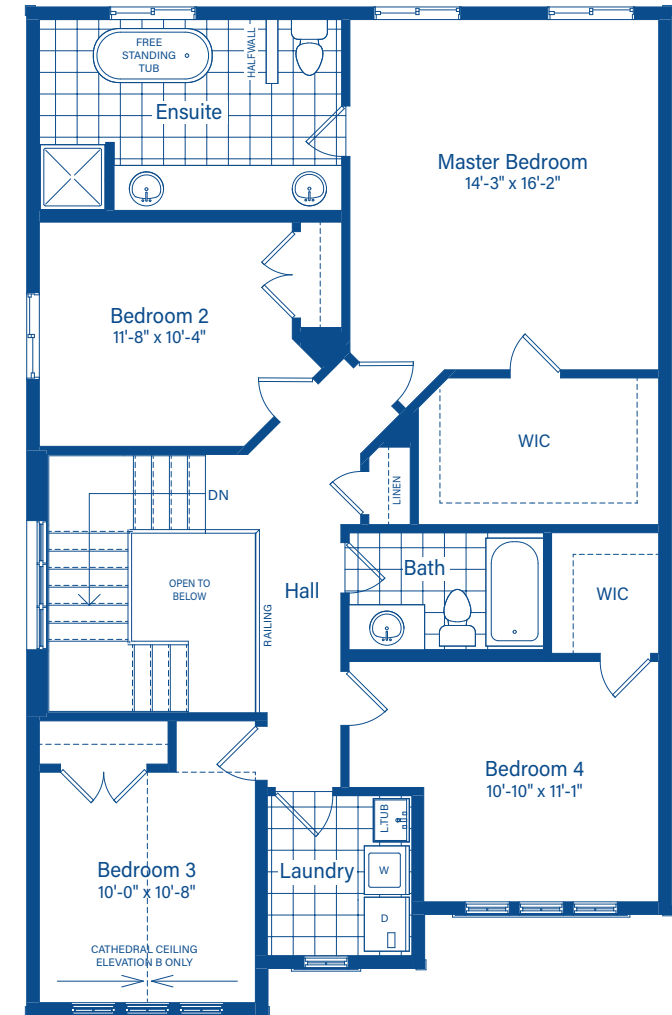 FREE
STANDING
TUB
HALFWALL
Ensuite
Master Bedroom
14'-3" x 16'-2"
Bedroom 2
11'-8" x 10'-4"
WIC
LINEN
DN
OPEN TO
BELOW
RAILING
Hall
Bath
WIC
Bedroom 4
10'-10" x 11'-1"
L.TUB
Laundry
W
D
Bedroom 3
10'-0" x 10'-8"
CATHEDRAL CEILING
ELEVATION B ONLY